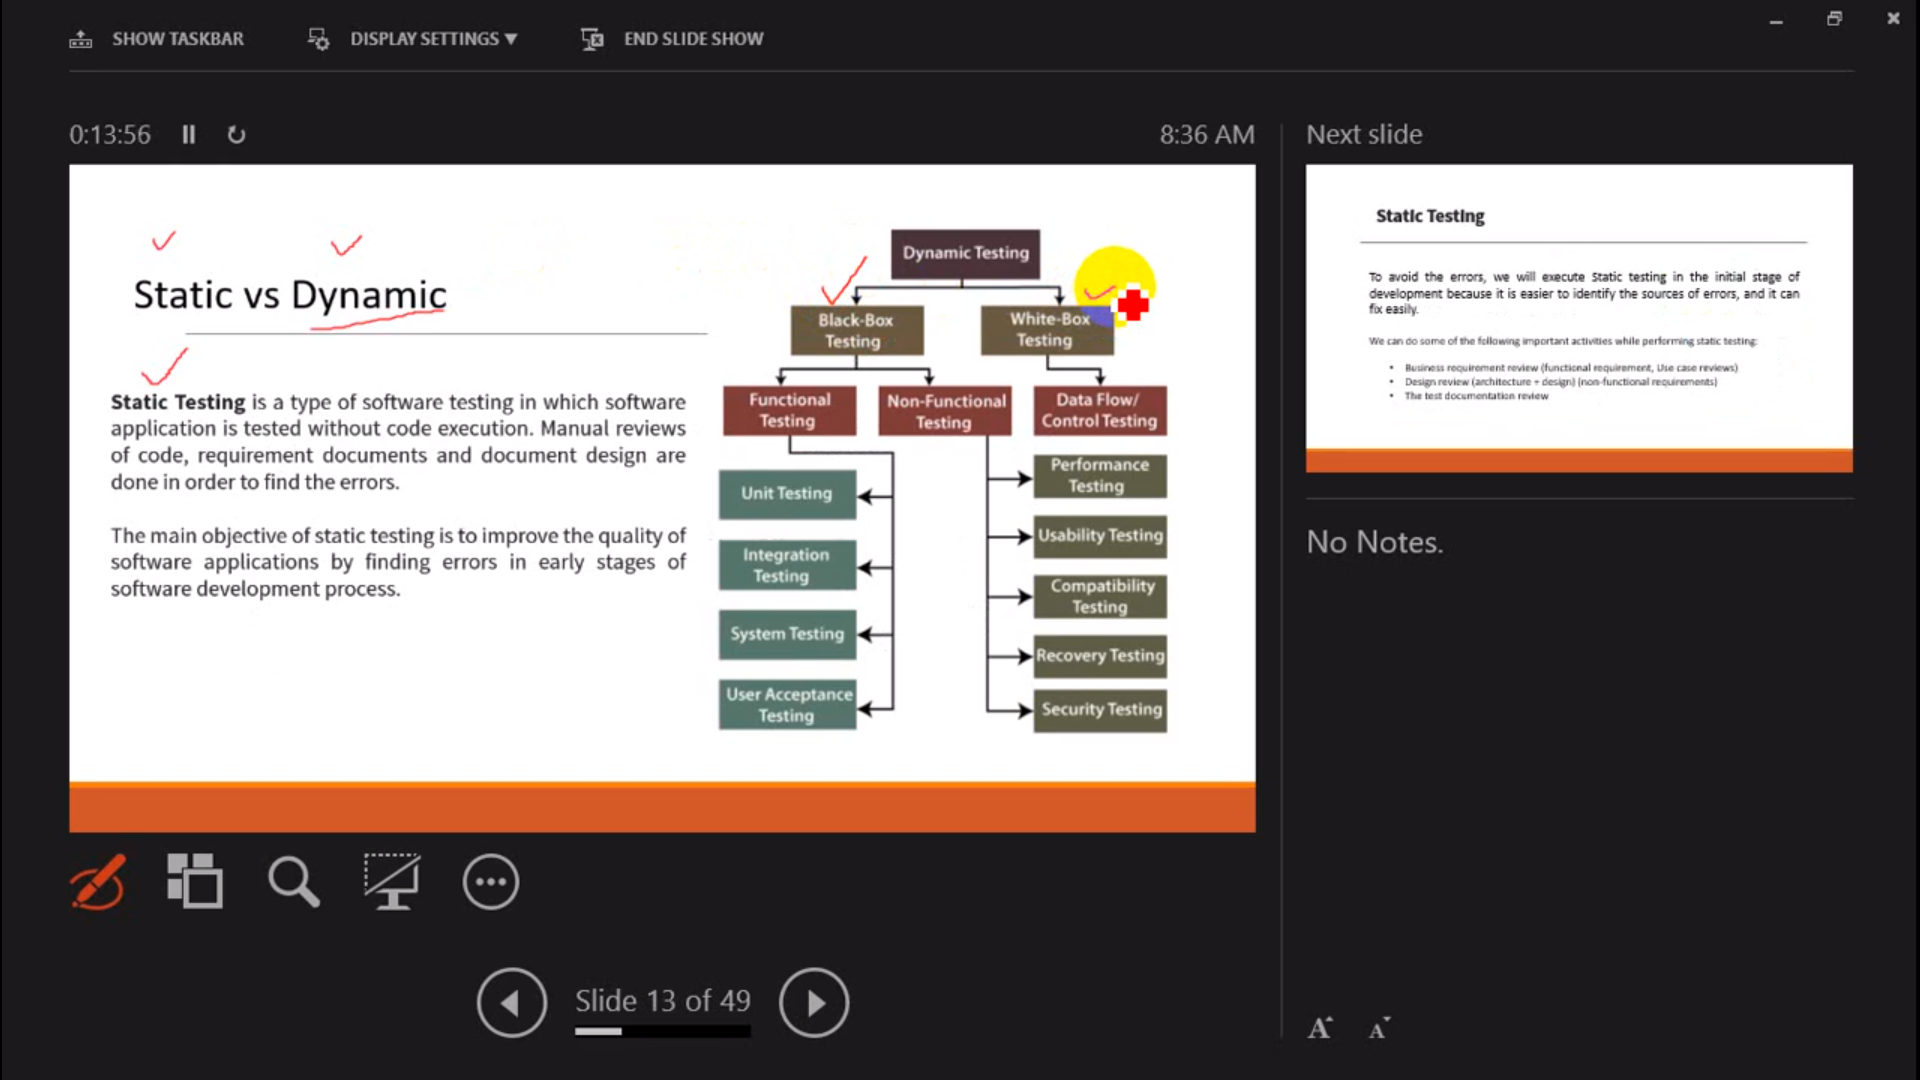 SHOW TASKBAR
DISPLAY SETTINGS ▼
END SLIDE SHOW
0:13:56
8:36 AM
Next slide
Static vs Dynamic
Static Testing is a type of software testing in which software
application is tested without code execution. Manual reviews
of code, requirement documents and document design are
done in order to find the errors.
The main objective of static testing is to improve the quality of
software applications by finding errors in early stages of
software development process.
Dynamic Testing
Black-Box
Testing
White-Box
Testing
Functional
Testing
Non-Functional
Testing
Data Flow/
Control Testing
Unit Testing
Integration
Testing
System Testing
User Acceptance
Testing
Performance
Testing
Usability Testing
Compatibility
Testing
Recovery Testing
Security Testing
Static Testing
To avoid the errors, we will execute Static testing in the initial stage of
development because it is easier to identify the sources of errors, and it can
fix easily.
We can do some of the following important activities while performing static testing:
• Business requirement review (functional requirement, Use case reviews)
• Design review (architecture + design) (non-functional requirements)
• The test documentation review
No Notes.
Slide 13 of 49
A A